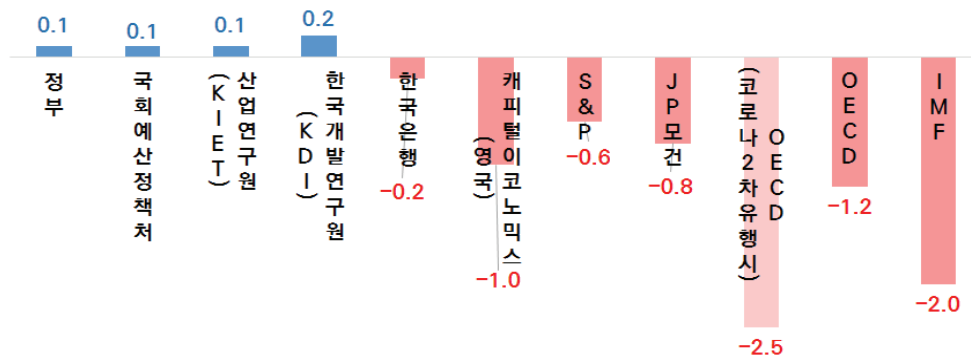 0.1
0.1
0.1
0.2
정부
국회예산정책처
산업연구원
(KIET)
한국개발연구원
(KDI)
한국은행
-0.2
캐피털이코노믹스
(영국)
-1.0
S&P
-0.6
JP모건
-0.8
OECD
(코로나2차유행시)
-2.5
OECD
-1.2
IMF
-2.0